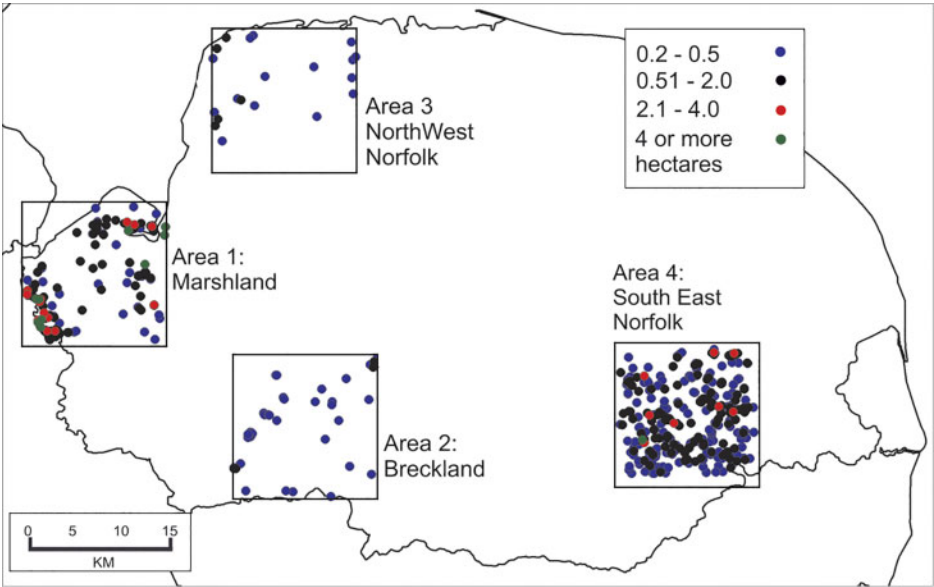 0.2 - 0.5
0.51 - 2.0
2.1 - 4.0
4 or more
hectares
Area 3
NorthWest
Norfolk
Area 1:
Marshland
Area 4:
South East
Norfolk
Area 2:
Breckland
0 5 10 15
KM